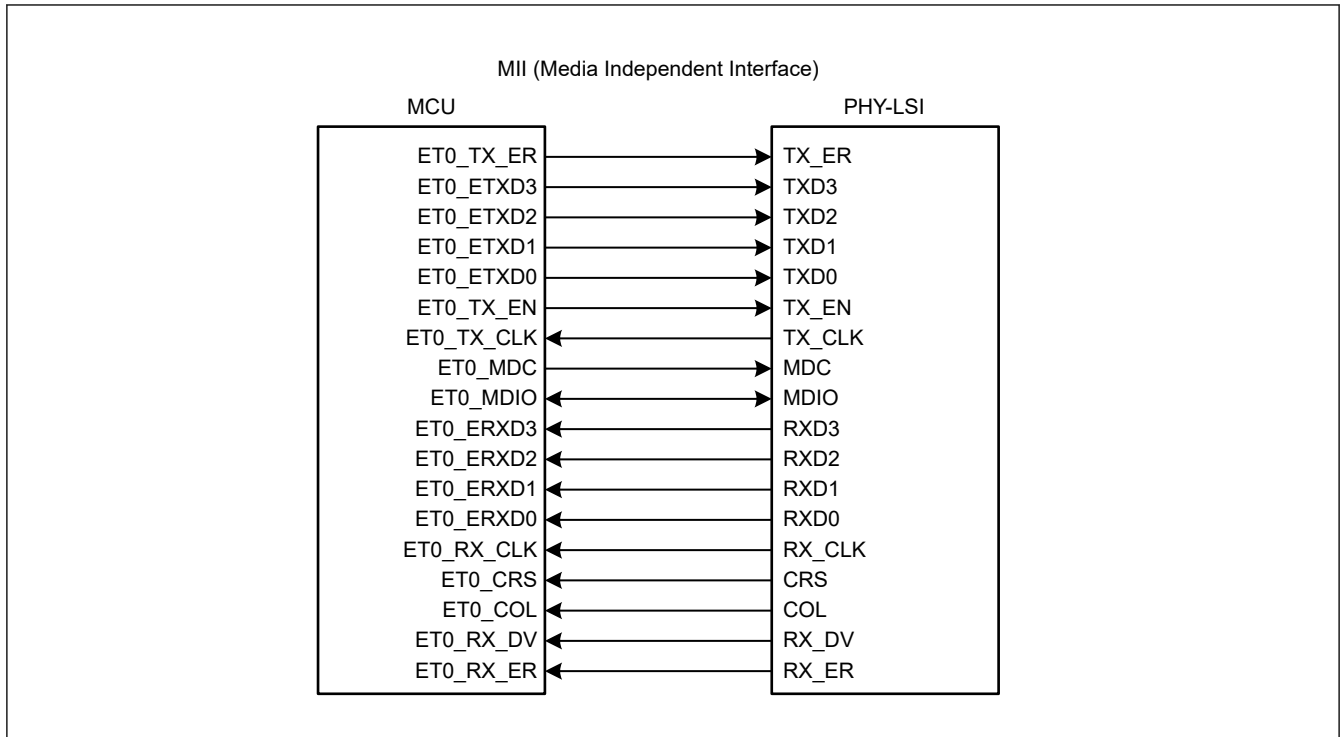 MII (Media Independent Interface)
MCU PHY-LSI
ET0_TX_ER TX_ER
ET0_ETXD3 TXD3
ET0_ETXD2 TXD2
ET0_ETXD1 TXD1
ET0_ETXD0 TXD0
ET0_TX_EN TX_EN
ET0_TX_CLK TX_CLK
ET0_MDC MDC
ET0_MDIO MDIO
ET0_ERXD3 RXD3
ET0_ERXD2 RXD2
ET0_ERXD1 RXD1
ET0_ERXD0 RXD0
ET0_RX_CLK RX_CLK
ET0_CRS CRS
ET0_COL COL
ET0_RX_DV RX_DV
ET0_RX_ER RX_ER